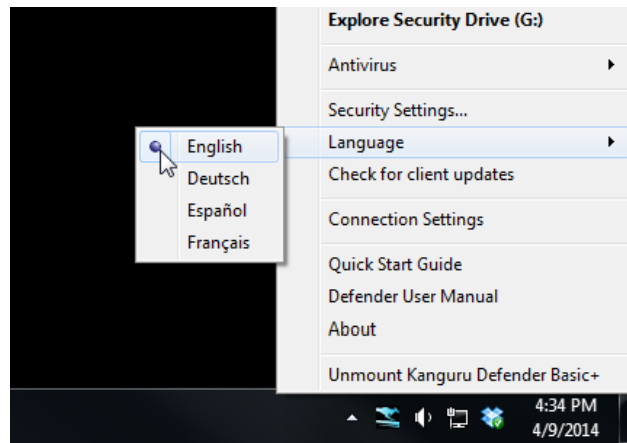 Explore Security Drive (G:)
Antivirus
Security Settings...
Language
English
Deutsch
Español
Français
Check for client updates
Connection Settings
Quick Start Guide
Defender User Manual
About
Unmount Kanguru Defender Basic+
4:34 PM
4/9/2014